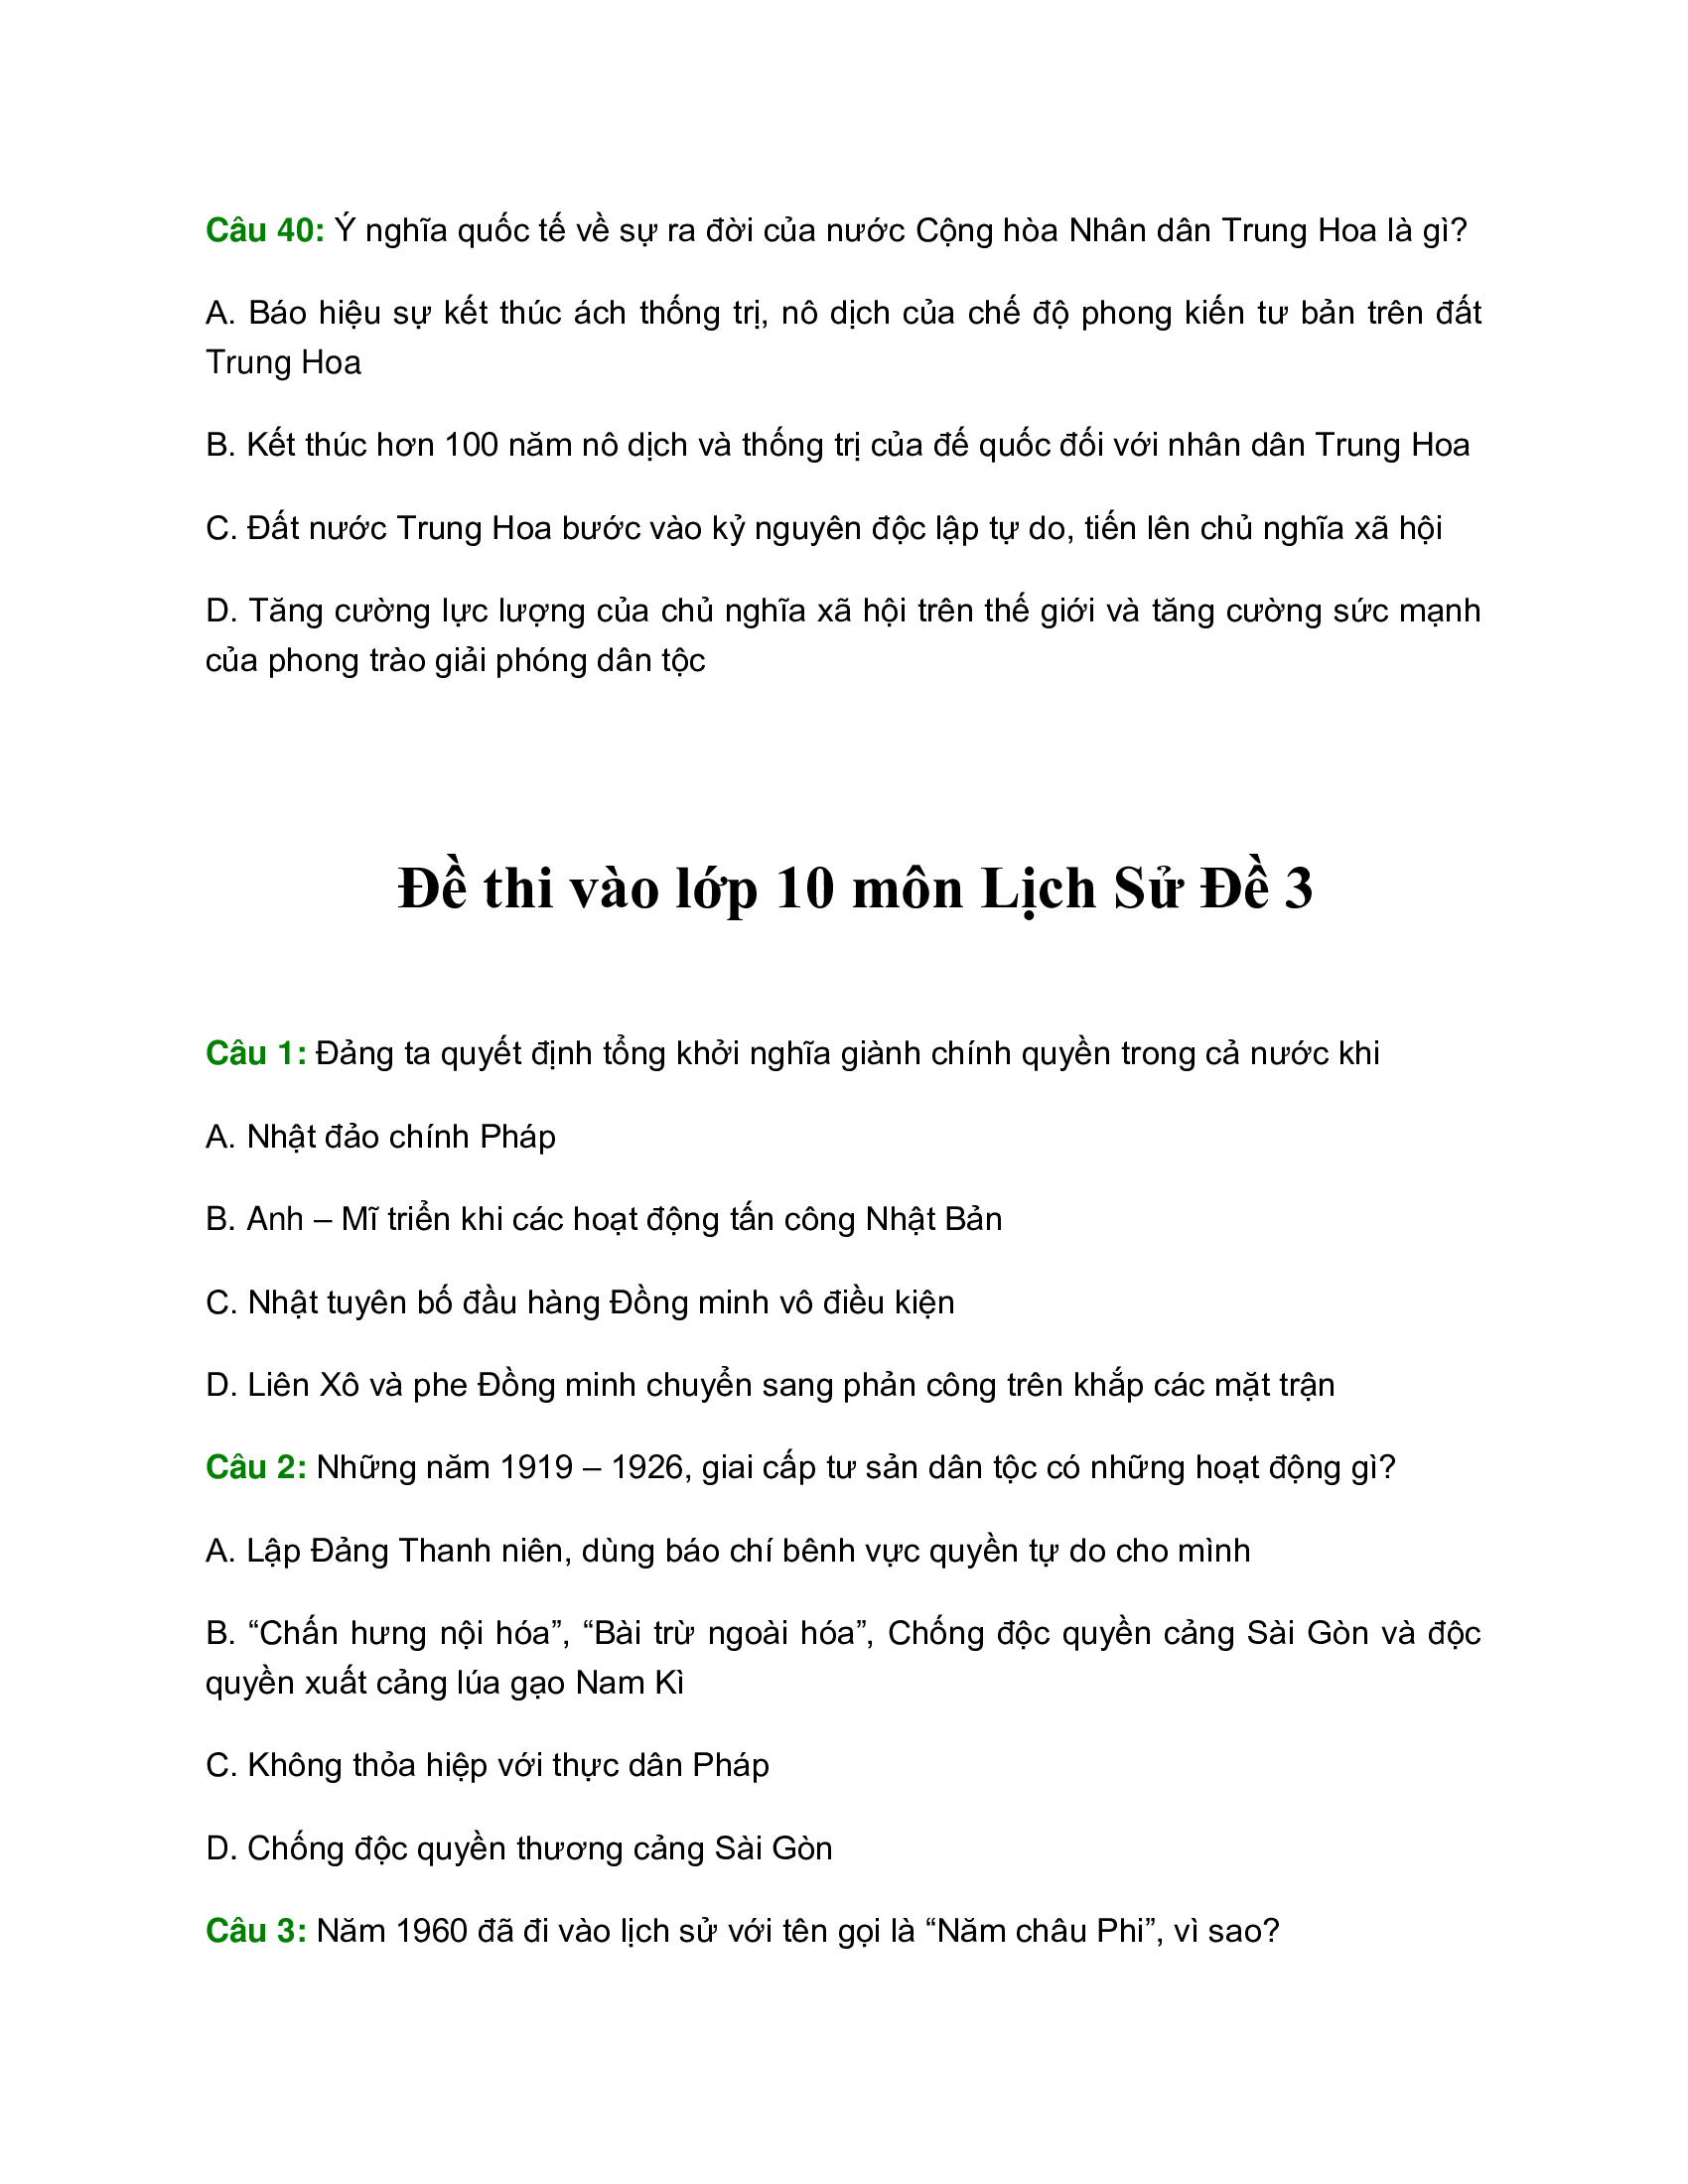 Câu 40: Ý nghĩa quốc tế về sự ra đời của nước Cộng hòa Nhân dân Trung Hoa là gì?
A. Báo hiệu sự kết thúc ách thống trị, nô dịch của chế độ phong kiến tư bản trên đất
Trung Hoa
B. Kết thúc hơn 100 năm nô dịch và thống trị của đế quốc đối với nhân dân Trung Hoa
C. Đất nước Trung Hoa bước vào kỷ nguyên độc lập tự do, tiến lên chủ nghĩa xã hội
D. Tăng cường lực lượng của chủ nghĩa xã hội trên thế giới và tăng cường sức mạnh
của phong trào giải phóng dân tộc
Đề thi vào lớp 10 môn Lịch Sử Đề 3
Câu 1: Đảng ta quyết định tổng khởi nghĩa giành chính quyền trong cả nước khi
A. Nhật đảo chính Pháp
B. Anh – Mĩ triển khi các hoạt động tấn công Nhật Bản
C. Nhật tuyên bố đầu hàng Đồng minh vô điều kiện
D. Liên Xô và phe Đồng minh chuyển sang phản công trên khắp các mặt trận
Câu 2: Những năm 1919 – 1926, giai cấp tư sản dân tộc có những hoạt động gì?
A. Lập Đảng Thanh niên, dùng báo chí bênh vực quyền tự do cho mình
B. “Chấn hưng nội hóa”, “Bài trừ ngoài hóa”, Chống độc quyền cảng Sài Gòn và độc
quyền xuất cảng lúa gạo Nam Kì
C. Không thỏa hiệp với thực dân Pháp
D. Chống độc quyền thương cảng Sài Gòn
Câu 3: Năm 1960 đã đi vào lịch sử với tên gọi là “Năm châu Phi”, vì sao?